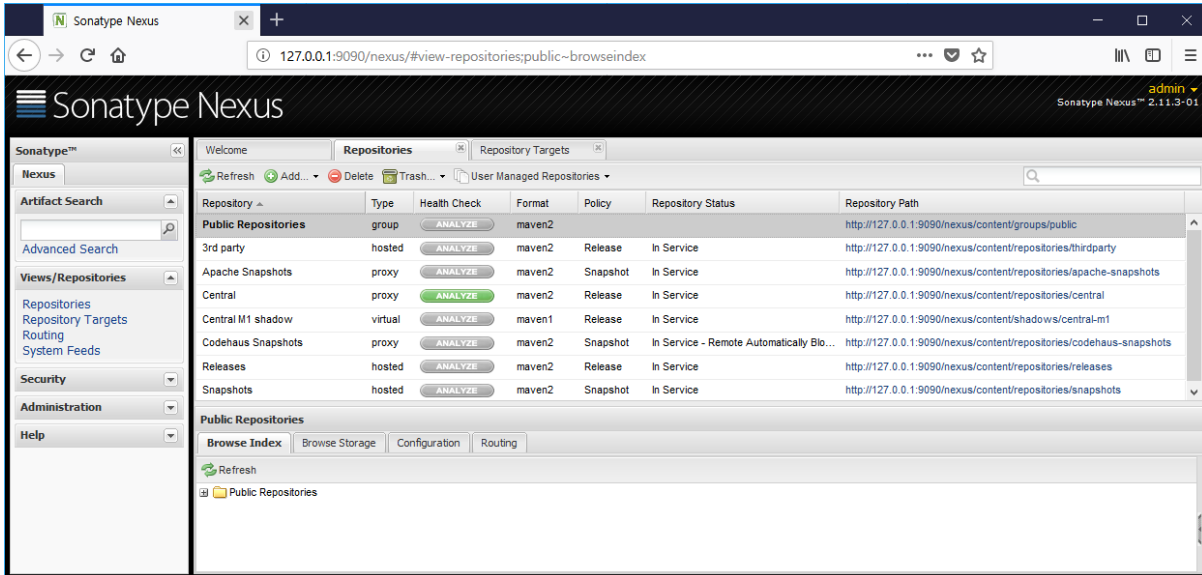 Sonatype Nexus
127.0.0.1:9090/nexus/#view-repositories;public~browseindex
Sonatype Nexus
admin
Sonatype Nexus™ 2.11.3-01
Sonatype™
Nexus
Artifact Search
Advanced Search
Views/Repositories
Repositories
Repository Targets
Routing
System Feeds
Security
Administration
Help
Welcome Repositories Repository Targets
Refresh Add... Delete Trash... User Managed Repositories
Repository Type Health Check Format Policy Repository Status Repository Path
Public Repositories group ANALYZE maven2 http://127.0.0.1:9090/nexus/content/groups/public
3rd party hosted ANALYZE maven2 Release In Service http://127.0.0.1:9090/nexus/content/repositories/thirdparty
Apache Snapshots proxy ANALYZE maven2 Snapshot In Service http://127.0.0.1:9090/nexus/content/repositories/apache-snapshots
Central proxy ANALYZE maven2 Release In Service http://127.0.0.1:9090/nexus/content/repositories/central
Central M1 shadow virtual ANALYZE maven1 Release In Service http://127.0.0.1:9090/nexus/content/shadows/central-m1
Codehaus Snapshots proxy ANALYZE maven2 Snapshot In Service - Remote Automatically Blo... http://127.0.0.1:9090/nexus/content/repositories/codehaus-snapshots
Releases hosted ANALYZE maven2 Release In Service http://127.0.0.1:9090/nexus/content/repositories/releases
Snapshots hosted ANALYZE maven2 Snapshot In Service http://127.0.0.1:9090/nexus/content/repositories/snapshots
Public Repositories
Browse Index Browse Storage Configuration Routing
Refresh
Public Repositories